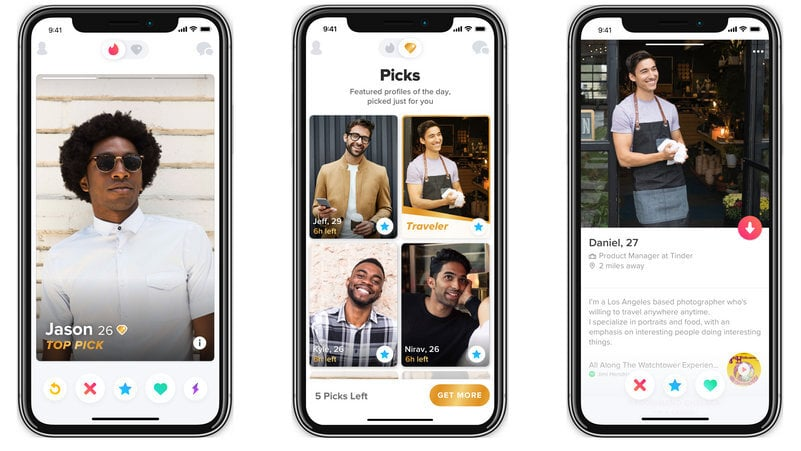 9:41
Jason 26
TOP PICK
9:41
Picks
Featured profiles of the day,
picked just for you
Jeff, 29
6h left
Traveler
Kyle, 26
6h left
Nirav, 26
6h left
5 Picks Left
GET MORE
9:41
Daniel, 27
Product Manager at Tinder
2 miles away
I'm a Los Angeles based photographer who's
willing to travel anywhere anytime.
I specialize in portraits and food, with an
emphasis on interesting people doing interesting
things.
All Along The Watchtower Experien...
Jimi